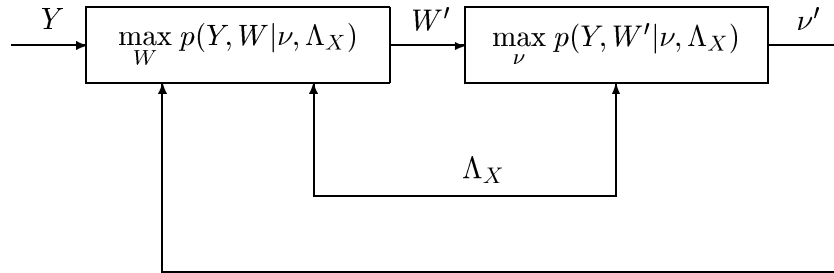 Y
max_W p(Y, W|ν, Λ_X)
W′
max_ν p(Y, W′|ν, Λ_X)
ν′
Λ_X